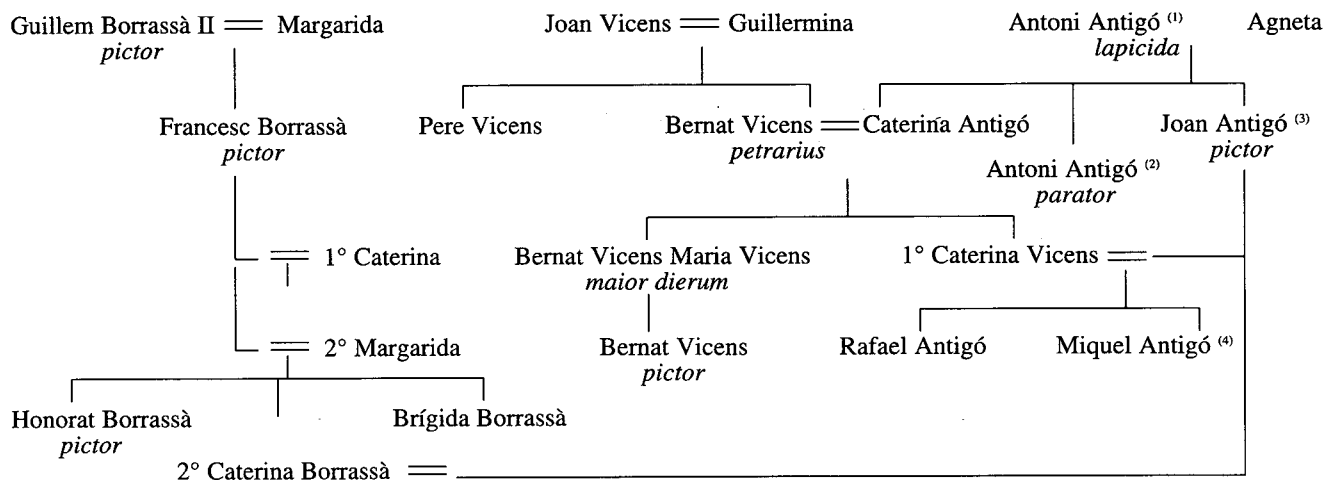 Guillem Borrassà II Margarida Joan Vicens Guillermina Antoni Antigó (1) Agneta
pictor lapicida
Francesc Borrassà Pere Vicens Bernat Vicens Caterina Antigó Joan Antigó (3)
pictor petrarius pictor
Antoni Antigó (2)
parator
1° Caterina Bernat Vicens Maria Vicens 1° Caterina Vicens
maior dierum
2° Margarida Bernat Vicens Rafael Antigó Miquel Antigó (4)
pictor
Honorat Borrassà Brígida Borrassà
pictor
2° Caterina Borrassà